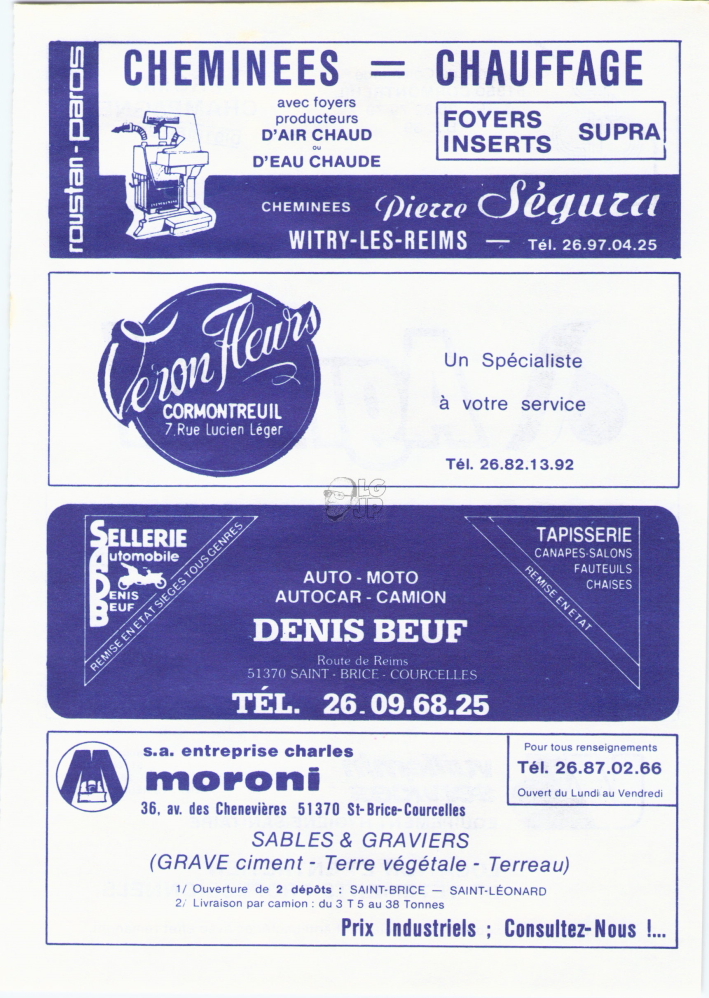 roustan-paros
CHEMINEES = CHAUFFAGE
avec foyers
producteurs
D'AIR CHAUD
ou
D'EAU CHAUDE
FOYERS
INSERTS SUPRA
CHEMINEES Pierre Ségura
WITRY-LES-REIMS — Tél. 26.97.04.25
Véron Fleurs
CORMONTREUIL
7, Rue Lucien Léger
Un Spécialiste
à votre service
Tél. 26.82.13.92
LG
JP
SELLERIE
Automobile
DENIS
BEUF
REMISE EN ETAT SIEGES TOUS GENRES
AUTO - MOTO
AUTOCAR - CAMION
DENIS BEUF
Route de Reims
51370 SAINT - BRICE - COURCELLES
TÉL. 26.09.68.25
TAPISSERIE
CANAPES-SALONS
FAUTEUILS
CHAISES
REMISE EN ETAT
s.a. entreprise charles
moroni
36, av. des Chenevières 51370 St-Brice-Courcelles
Pour tous renseignements
Tél. 26.87.02.66
Ouvert du Lundi au Vendredi
SABLES & GRAVIERS
(GRAVE ciment - Terre végétale - Terreau)
1/ Ouverture de 2 dépôts : SAINT-BRICE — SAINT-LÉONARD
2/ Livraison par camion : du 3 T 5 au 38 Tonnes
Prix Industriels ; Consultez-Nous !...